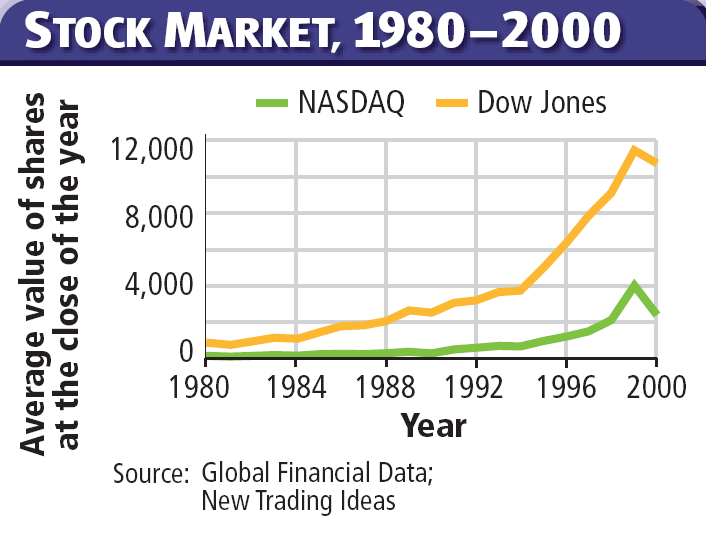 STOCK MARKET, 1980–2000
Average value of shares
at the close of the year
NASDAQ Dow Jones
12,000
8,000
4,000
0
1980 1984 1988 1992 1996 2000
Year
Source: Global Financial Data;
New Trading Ideas